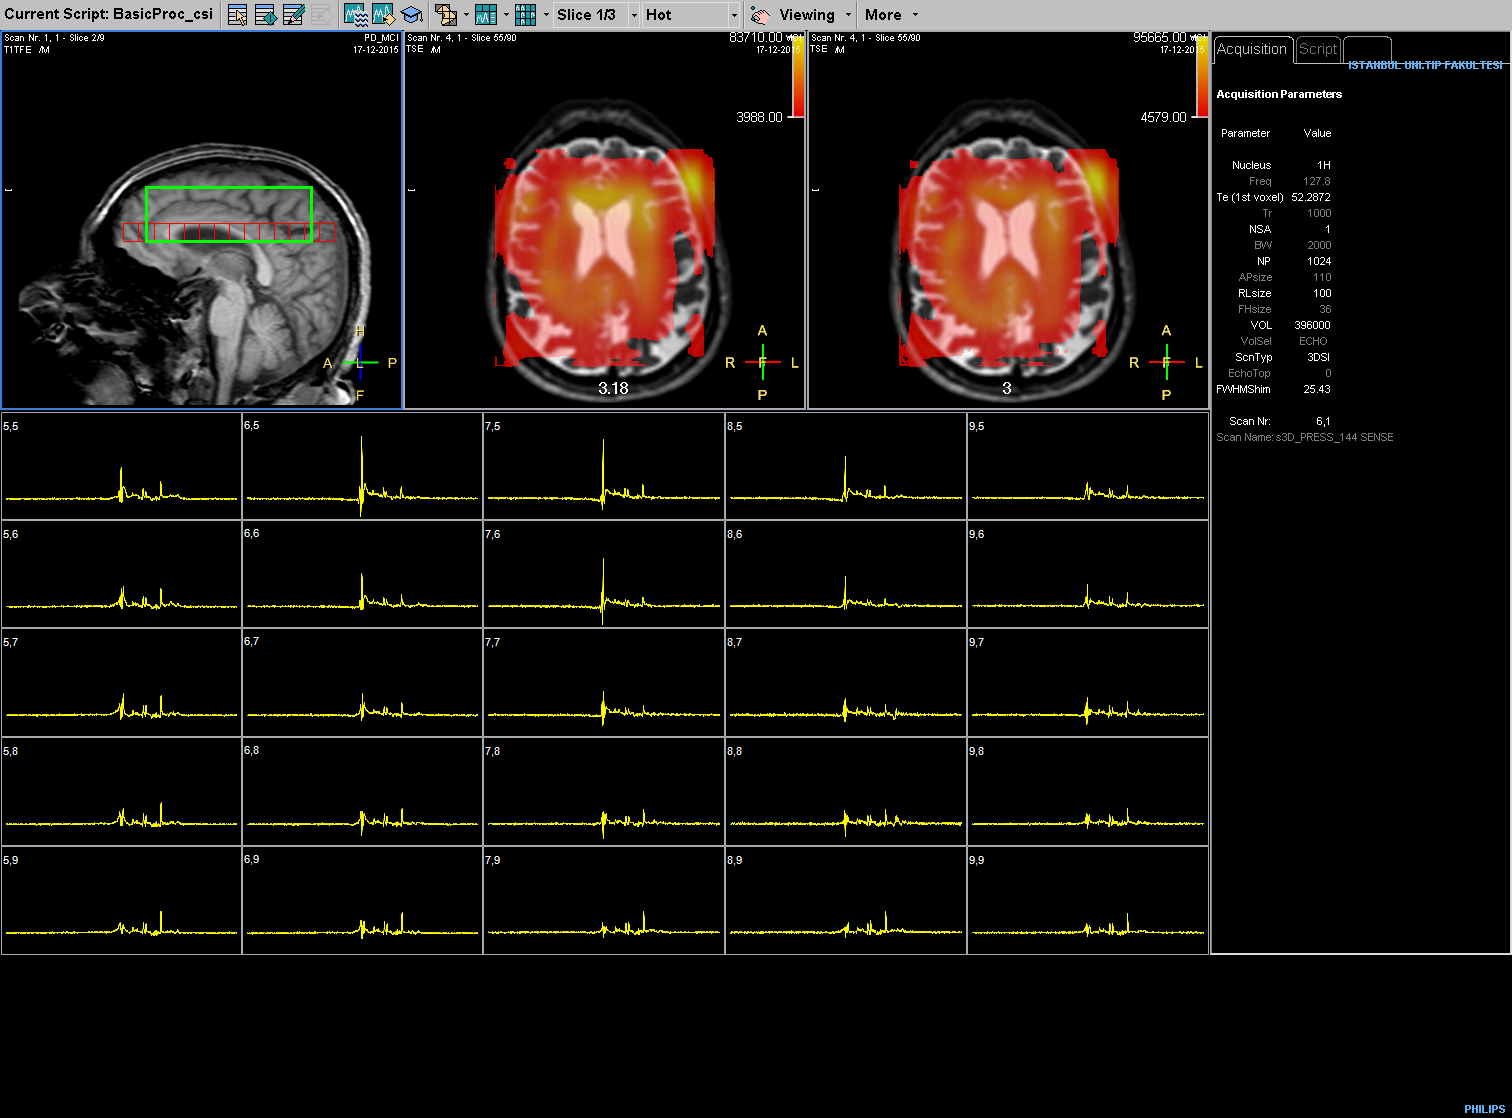 Current Script: BasicProc_csi
Slice 1/3
Hot
Viewing
More
Scan Nr. 1, 1 - Slice 2/9
PD_MCI
T1TFE /M
17-12-2015
H
A L P
F
Scan Nr. 4, 1 - Slice 55/90
83710.00
TSE /M
17-12-2015
3988.00
A
R F L
P
3.18
Scan Nr. 4, 1 - Slice 55/90
95665.00
TSE /M
17-12-2015
4579.00
A
R F L
P
3
Acquisition
Script
ISTANBUL UNI.TIP FAKULTESI
Acquisition Parameters
Parameter Value
Nucleus 1H
Freq 127.8
Te (1st voxel) 52.2872
Tr 1000
NSA 1
BW 2000
NP 1024
APsize 110
RLsize 100
FHsize 36
VOL 396000
VolSel ECHO
ScnTyp 3DSI
EchoTop 0
FWHMShim 25.43
Scan Nr: 6,1
Scan Name: s3D_PRESS_144 SENSE
5,5 6,5 7,5 8,5 9,5
5,6 6,6 7,6 8,6 9,6
5,7 6,7 7,7 8,7 9,7
5,8 6,8 7,8 8,8 9,8
5,9 6,9 7,9 8,9 9,9
PHILIPS